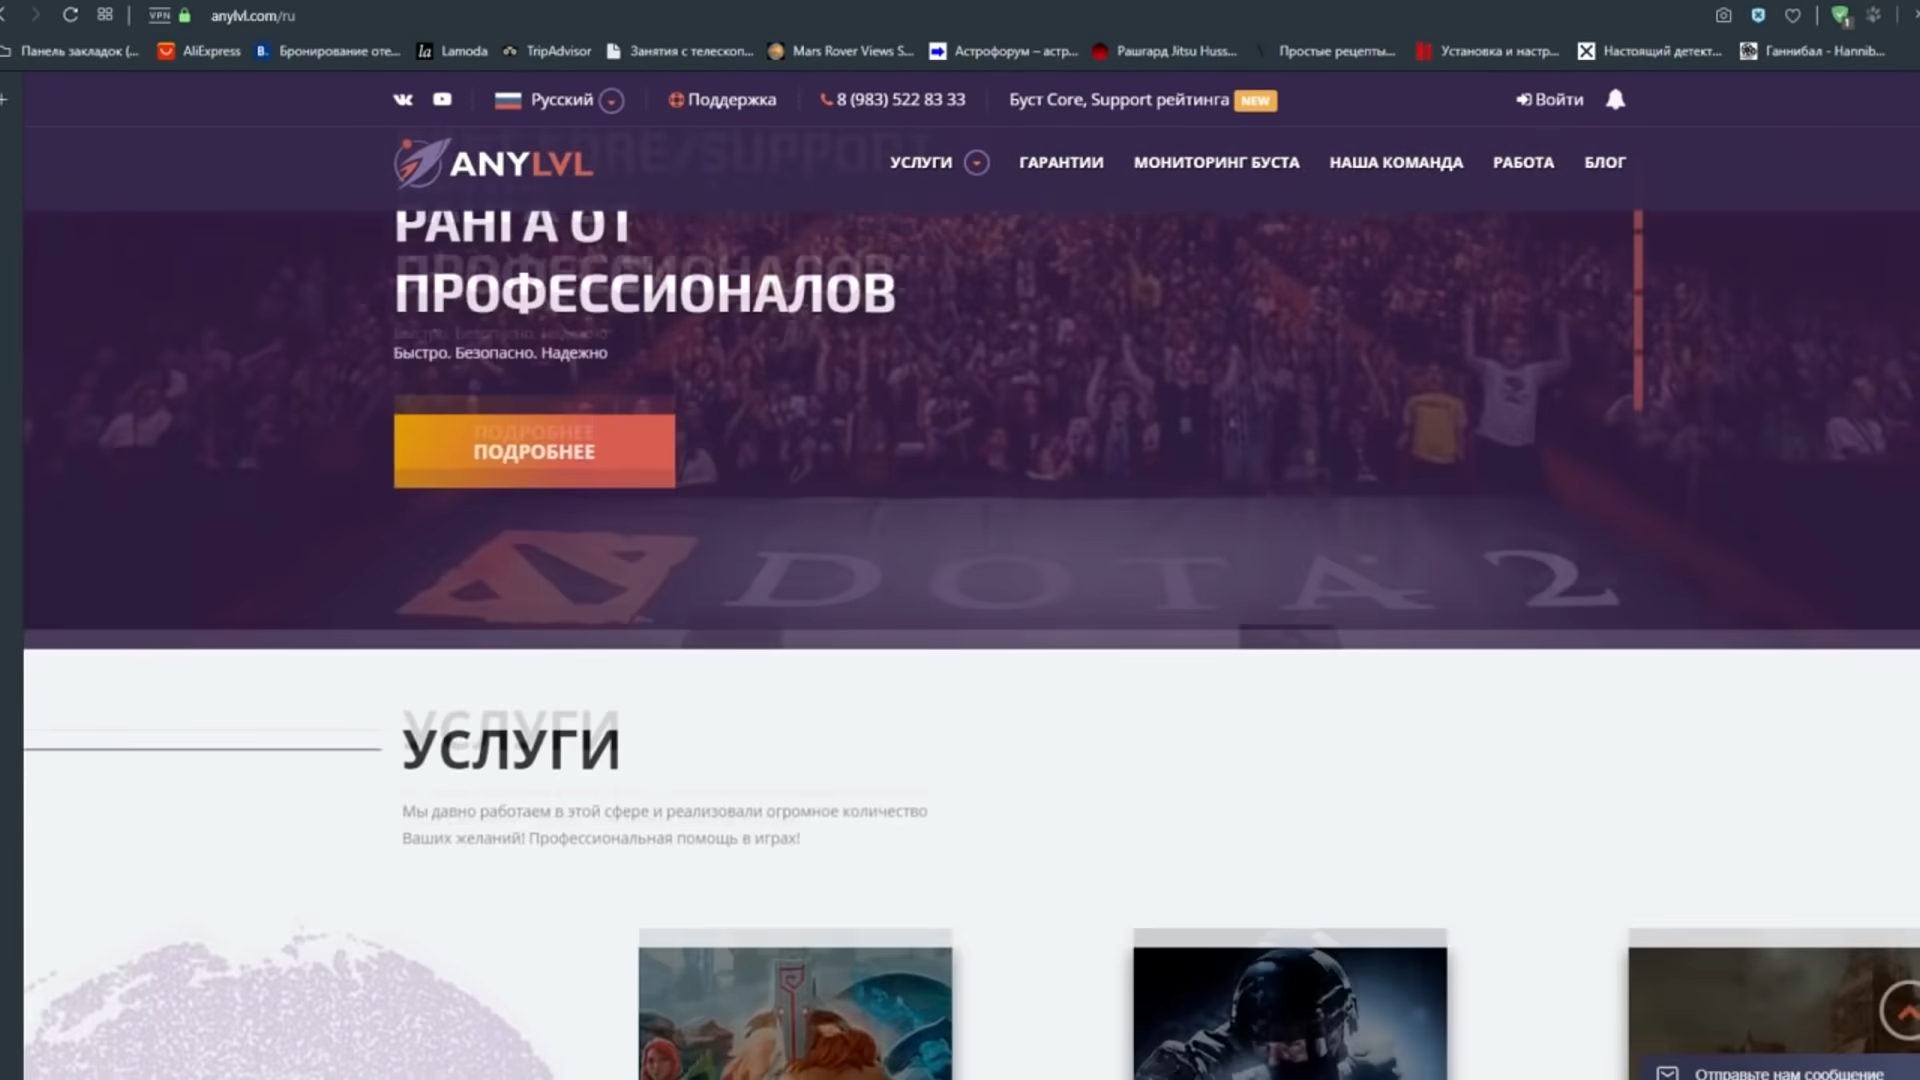 VPN anylvl.com/ru
Панель закладок (... AliExpress B. Бронирование оте... la Lamoda TripAdvisor Занятия с телескоп... Mars Rover Views S... Астрофорум – астр... Рашгард Jitsu Huss... Простые рецепты... Установка и настр... Настоящий детект... Ганнибал - Hannib...
Русский Поддержка 8 (983) 522 83 33 Буст Core, Support рейтинга NEW Войти
ANYLVL УСЛУГИ ГАРАНТИИ МОНИТОРИНГ БУСТА НАША КОМАНДА РАБОТА БЛОГ
РАНГА ОТ
ПРОФЕССИОНАЛОВ
Быстро. Безопасно. Надежно
ПОДРОБНЕЕ
DOTA 2
УСЛУГИ
Мы давно работаем в этой сфере и реализовали огромное количество
Ваших желаний! Профессиональная помощь в играх!
Отправьте нам сообщение